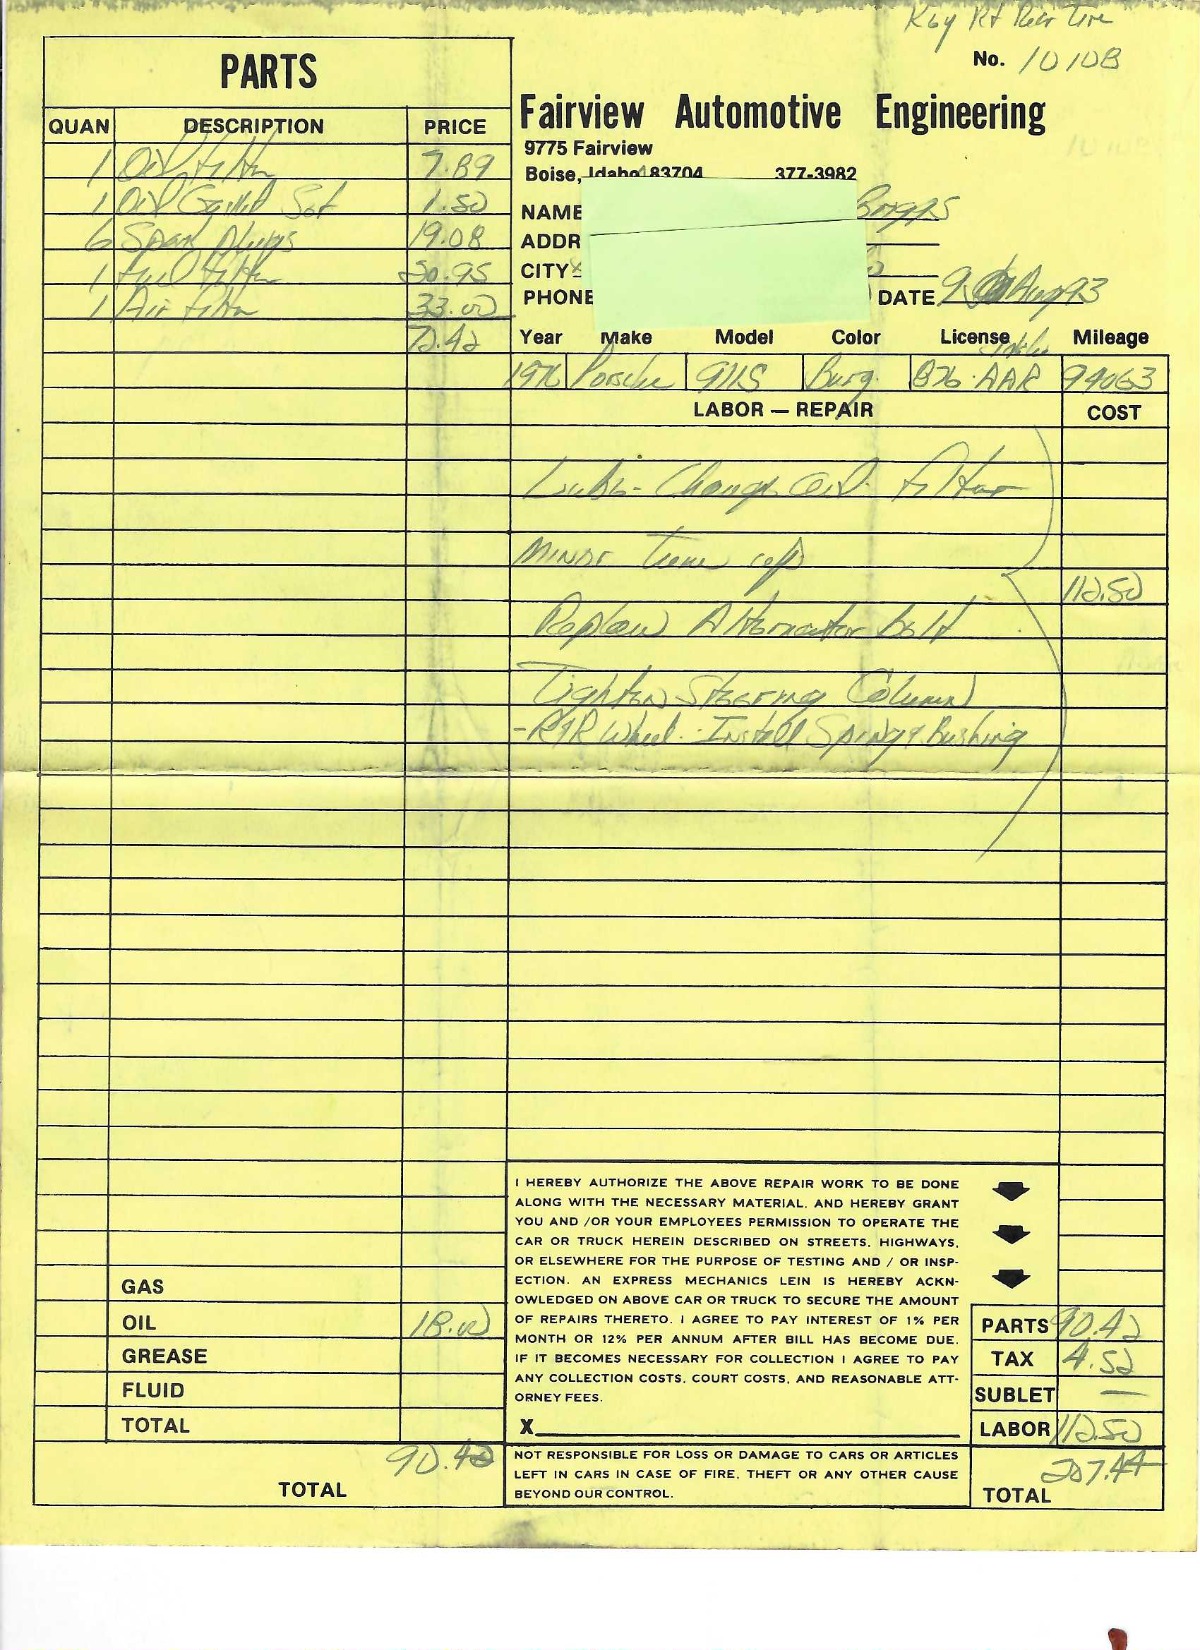 Key Rt Rear Tire
No. 10108
PARTS
Fairview Automotive Engineering
9775 Fairview
Boise, Idaho 83704 377-3982
QUAN DESCRIPTION PRICE
1 Oil filter 7.89
1 Oil Gasket Set 1.50
6 Spark plugs 19.08
1 fuel filter
1 Air filter 33.00
72.42
NAME Boggs
ADDR
CITY
PHONE DATE 9 Aug 93
Year Make Model Color License Mileage
1976 Porsche 911S Burg. 876·AAR 94063
LABOR — REPAIR COST
Lube - Change Oil - filter
Minor tune up
112.50
Replace Alternator bolt
Tighten Steering Column
- R&R Wheel - Install Spring & Bushing
GAS
OIL 18.00
GREASE
FLUID
TOTAL
90.42
TOTAL
I HEREBY AUTHORIZE THE ABOVE REPAIR WORK TO BE DONE
ALONG WITH THE NECESSARY MATERIAL, AND HEREBY GRANT
YOU AND /OR YOUR EMPLOYEES PERMISSION TO OPERATE THE
CAR OR TRUCK HEREIN DESCRIBED ON STREETS, HIGHWAYS,
OR ELSEWHERE FOR THE PURPOSE OF TESTING AND / OR INSP-
ECTION. AN EXPRESS MECHANICS LEIN IS HEREBY ACKN-
OWLEDGED ON ABOVE CAR OR TRUCK TO SECURE THE AMOUNT
OF REPAIRS THERETO. I AGREE TO PAY INTEREST OF 1% PER
MONTH OR 12% PER ANNUM AFTER BILL HAS BECOME DUE.
IF IT BECOMES NECESSARY FOR COLLECTION I AGREE TO PAY
ANY COLLECTION COSTS, COURT COSTS, AND REASONABLE ATT-
ORNEY FEES.
X
NOT RESPONSIBLE FOR LOSS OR DAMAGE TO CARS OR ARTICLES
LEFT IN CARS IN CASE OF FIRE, THEFT OR ANY OTHER CAUSE
BEYOND OUR CONTROL.
PARTS 90.42
TAX 4.52
SUBLET —
LABOR 112.50
TOTAL 207.44